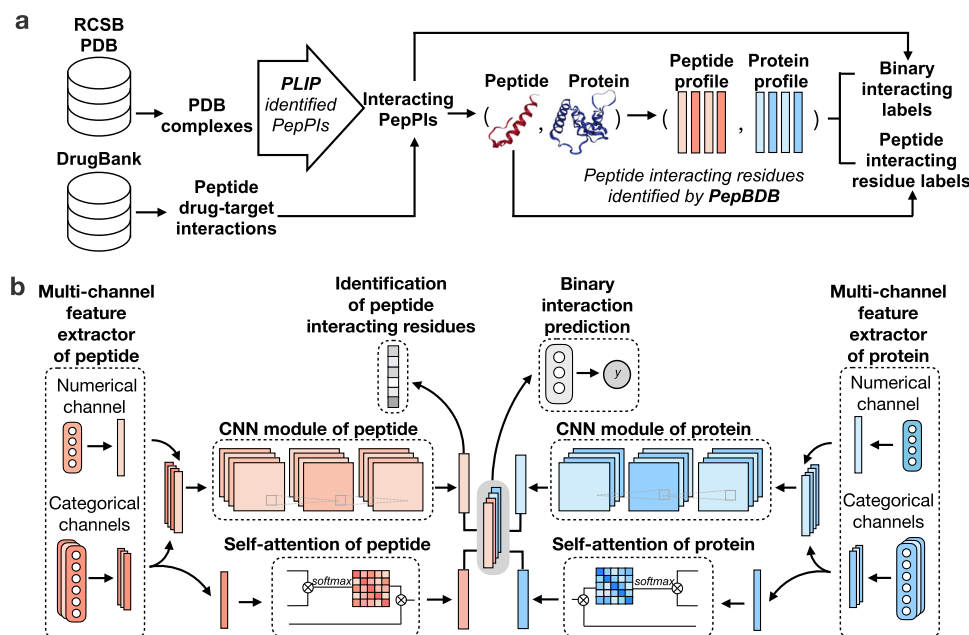 a
RCSB
PDB
PDB
complexes
PLIP
identified
PepPIs
Interacting
PepPIs
(
Peptide
,
Protein
)
(
Peptide
profile
,
Protein
profile
)
Binary
interacting
labels
Peptide
interacting
residue labels
Peptide interacting residues
identified by PepBDB
DrugBank
Peptide
drug-target
interactions
b
Multi-channel
feature
extractor
of peptide
Numerical
channel
Categorical
channels
Identification
of peptide
interacting residues
Binary
interaction
prediction
y
CNN module of peptide
CNN module of protein
Self-attention of peptide
softmax
Self-attention of protein
softmax
Multi-channel
feature
extractor
of protein
Numerical
channel
Categorical
channels